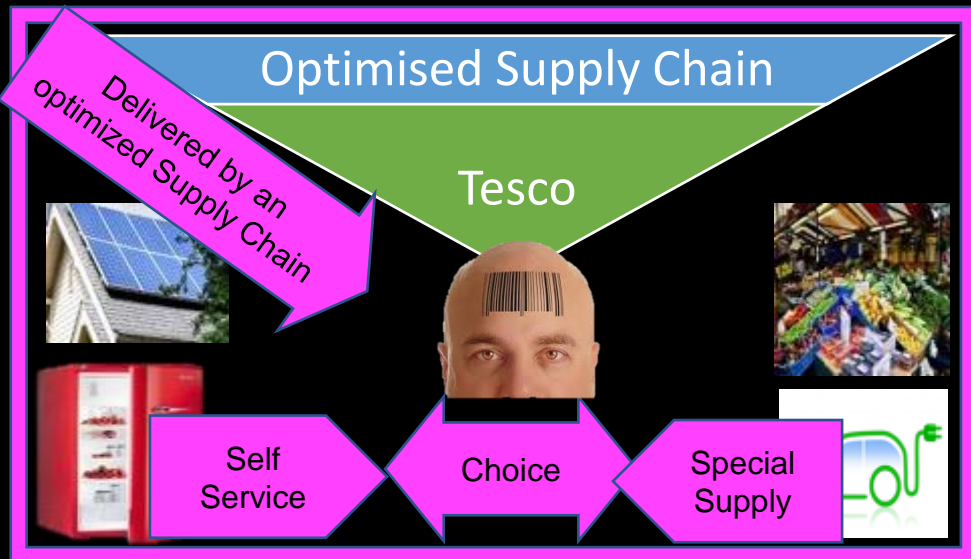 Optimised Supply Chain
Delivered by an
optimized Supply Chain
Tesco
Self
Service
Choice
Special
Supply